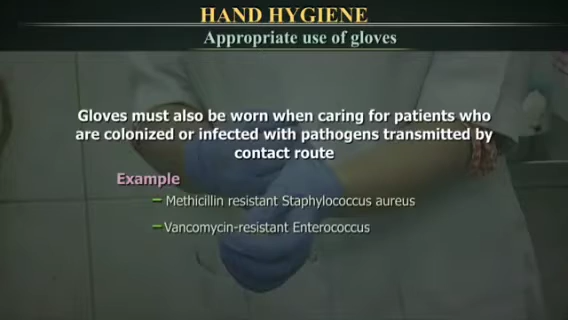 HAND HYGIENE
Appropriate use of gloves
Gloves must also be worn when caring for patients who
are colonized or infected with pathogens transmitted by
contact route
Example
– Methicillin resistant Staphylococcus aureus
– Vancomycin-resistant Enterococcus